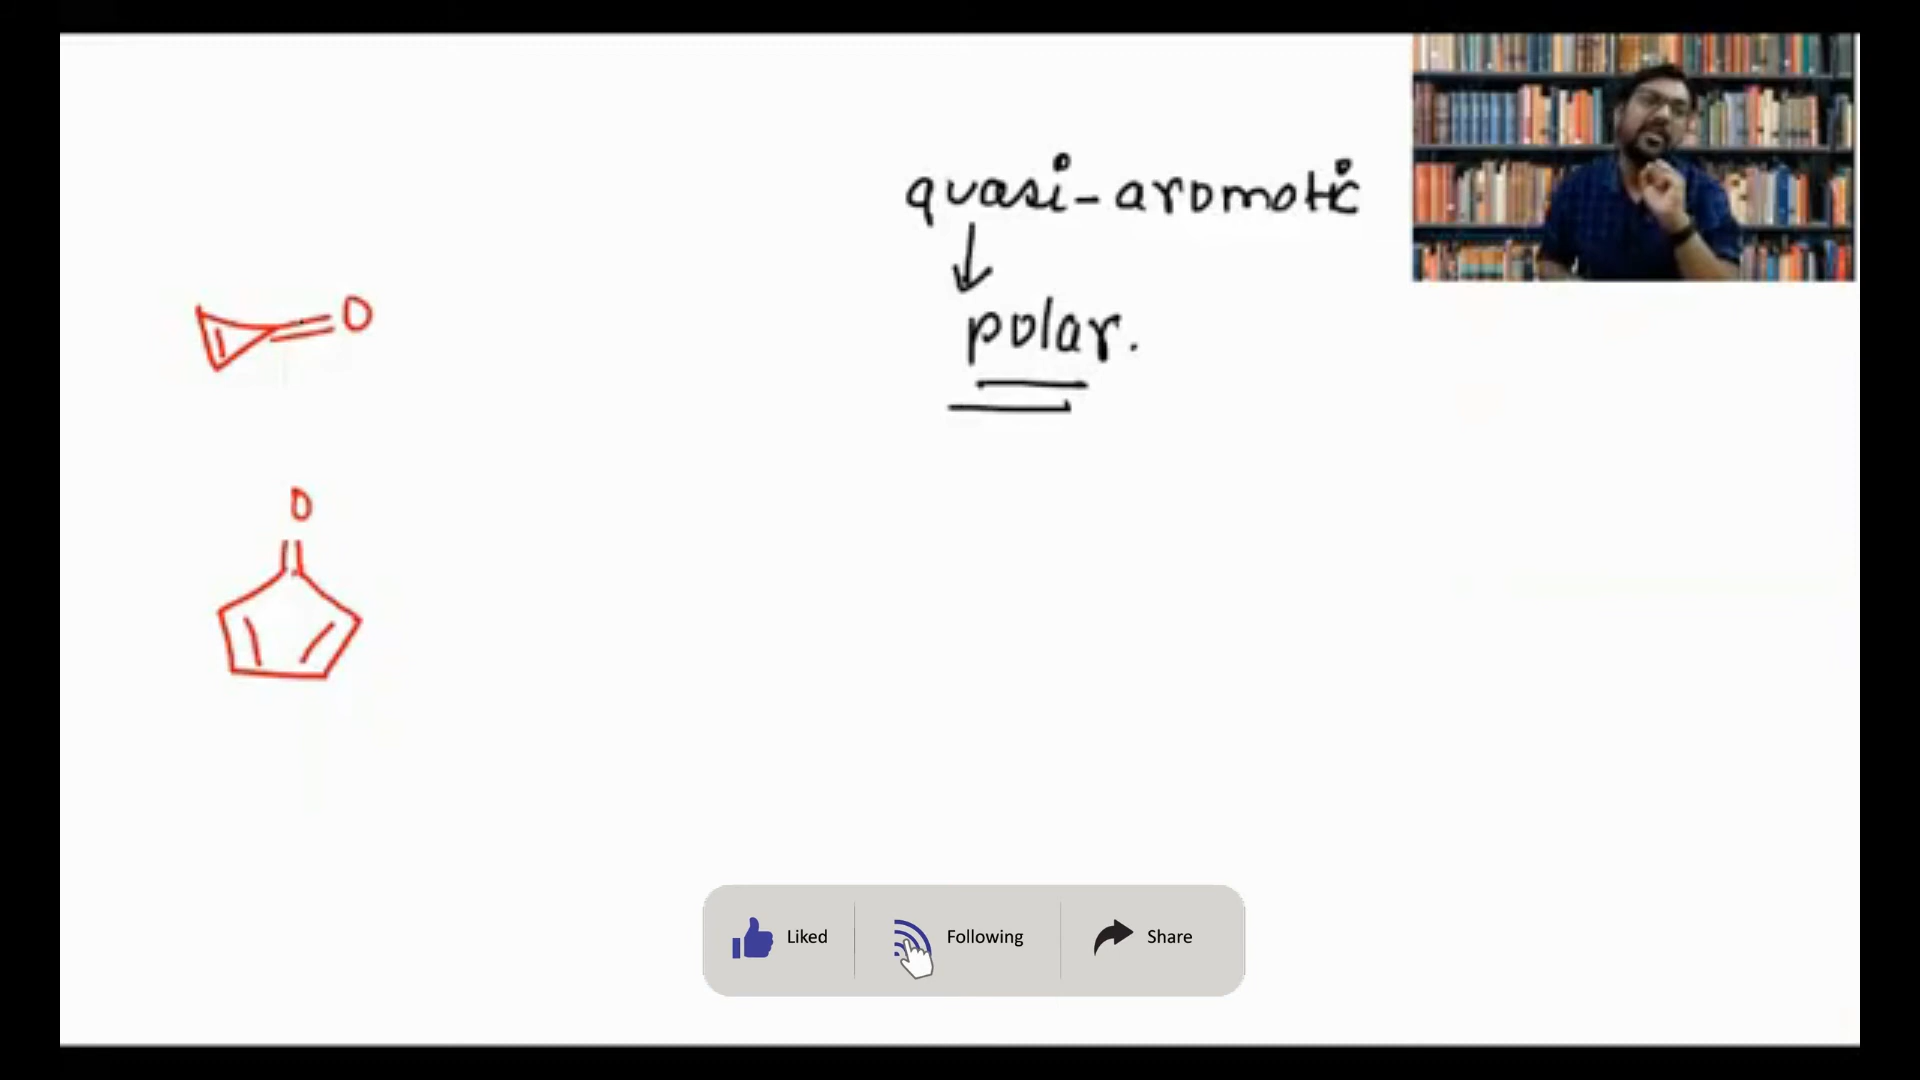 quasi-aromatic
polar.
O
O
Liked
Following
Share